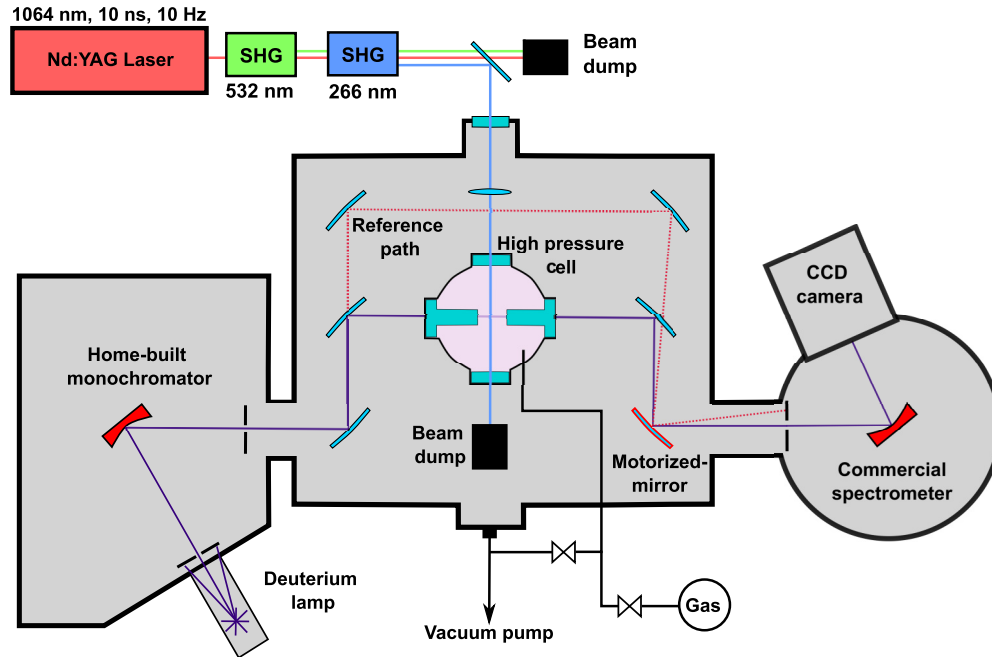 1064 nm, 10 ns, 10 Hz
Nd:YAG Laser
SHG
532 nm
SHG
266 nm
Beam
dump
Reference
path
High pressure
cell
CCD
camera
Home-built
monochromator
Beam
dump
Motorized-
mirror
Commercial
spectrometer
Deuterium
lamp
Vacuum pump
Gas